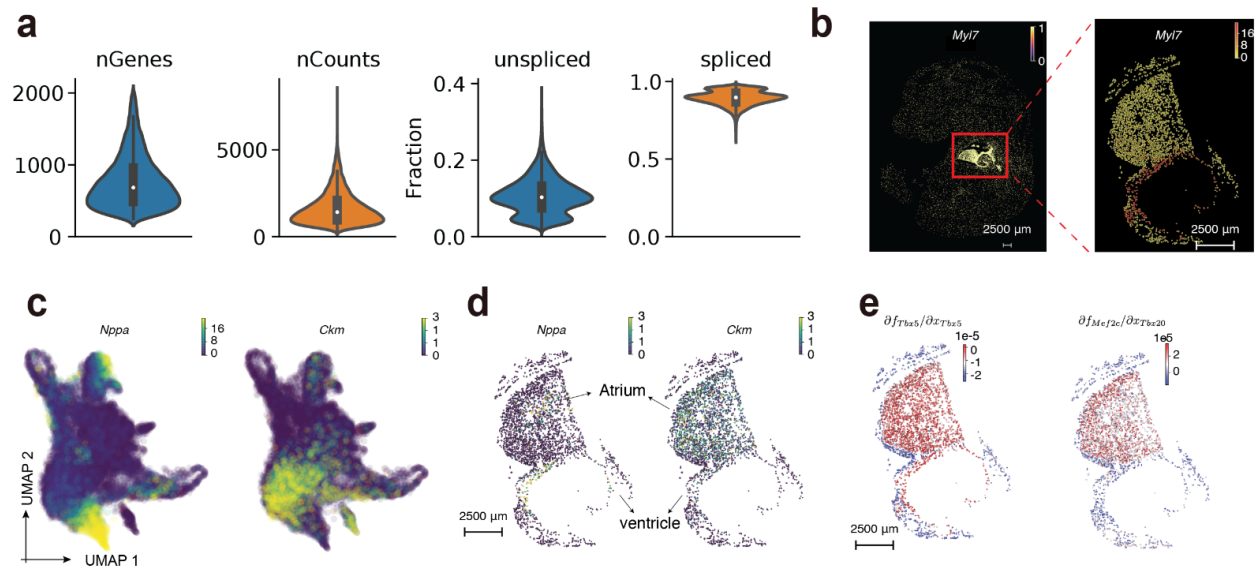 a
nGenes
2000
1000
0
nCounts
5000
0
unspliced
Fraction
0.4
0.2
0.0
spliced
1.0
0.5
0.0
b
Myl7
1
0
2500 µm
Myl7
16
8
0
2500 µm
c
Nppa
16
8
0
Ckm
3
1
1
0
UMAP 2
UMAP 1
d
Nppa
3
1
1
0
Ckm
3
1
1
0
Atrium
ventricle
2500 µm
e
∂f_Tbx5/∂x_Tbx5
1e-5
0
-1
-2
∂f_Mef2c/∂x_Tbx20
1e5
2
0
2500 µm